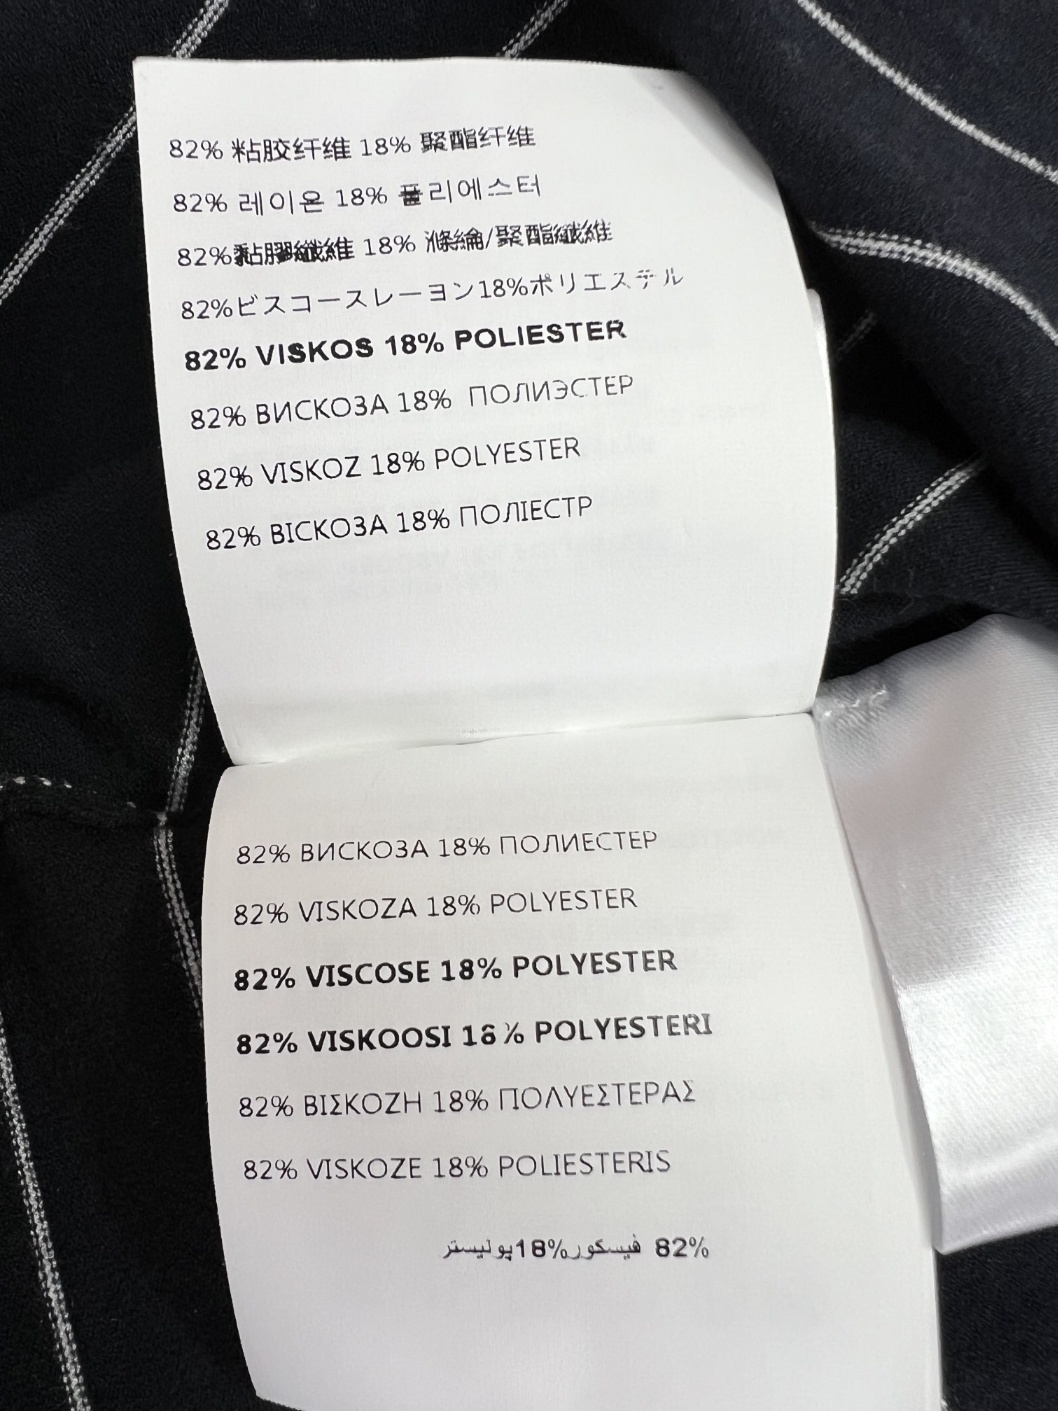 82% 粘胶纤维 18% 聚酯纤维
82% 레이온 18% 폴리에스터
82%黏膠纖維 18% 滌綸/聚酯纖維
82%ビスコースレーヨン18%ポリエステル
82% VISKOS 18% POLIESTER
82% ВИСКОЗА 18% ПОЛИЭСТЕР
82% VISKOZ 18% POLYESTER
82% ВІСКОЗА 18% ПОЛІЕСТР
82% ВИСКОЗА 18% ПОЛИЕСТЕР
82% VISKOZA 18% POLYESTER
82% VISCOSE 18% POLYESTER
82% VISKOOSI 18% POLYESTERI
82% ΒΙΣΚΟΖΗ 18% ΠΟΛΥΕΣΤΕΡΑΣ
82% VISKOZE 18% POLIESTERIS
82% فيسكوز18%پوليستر